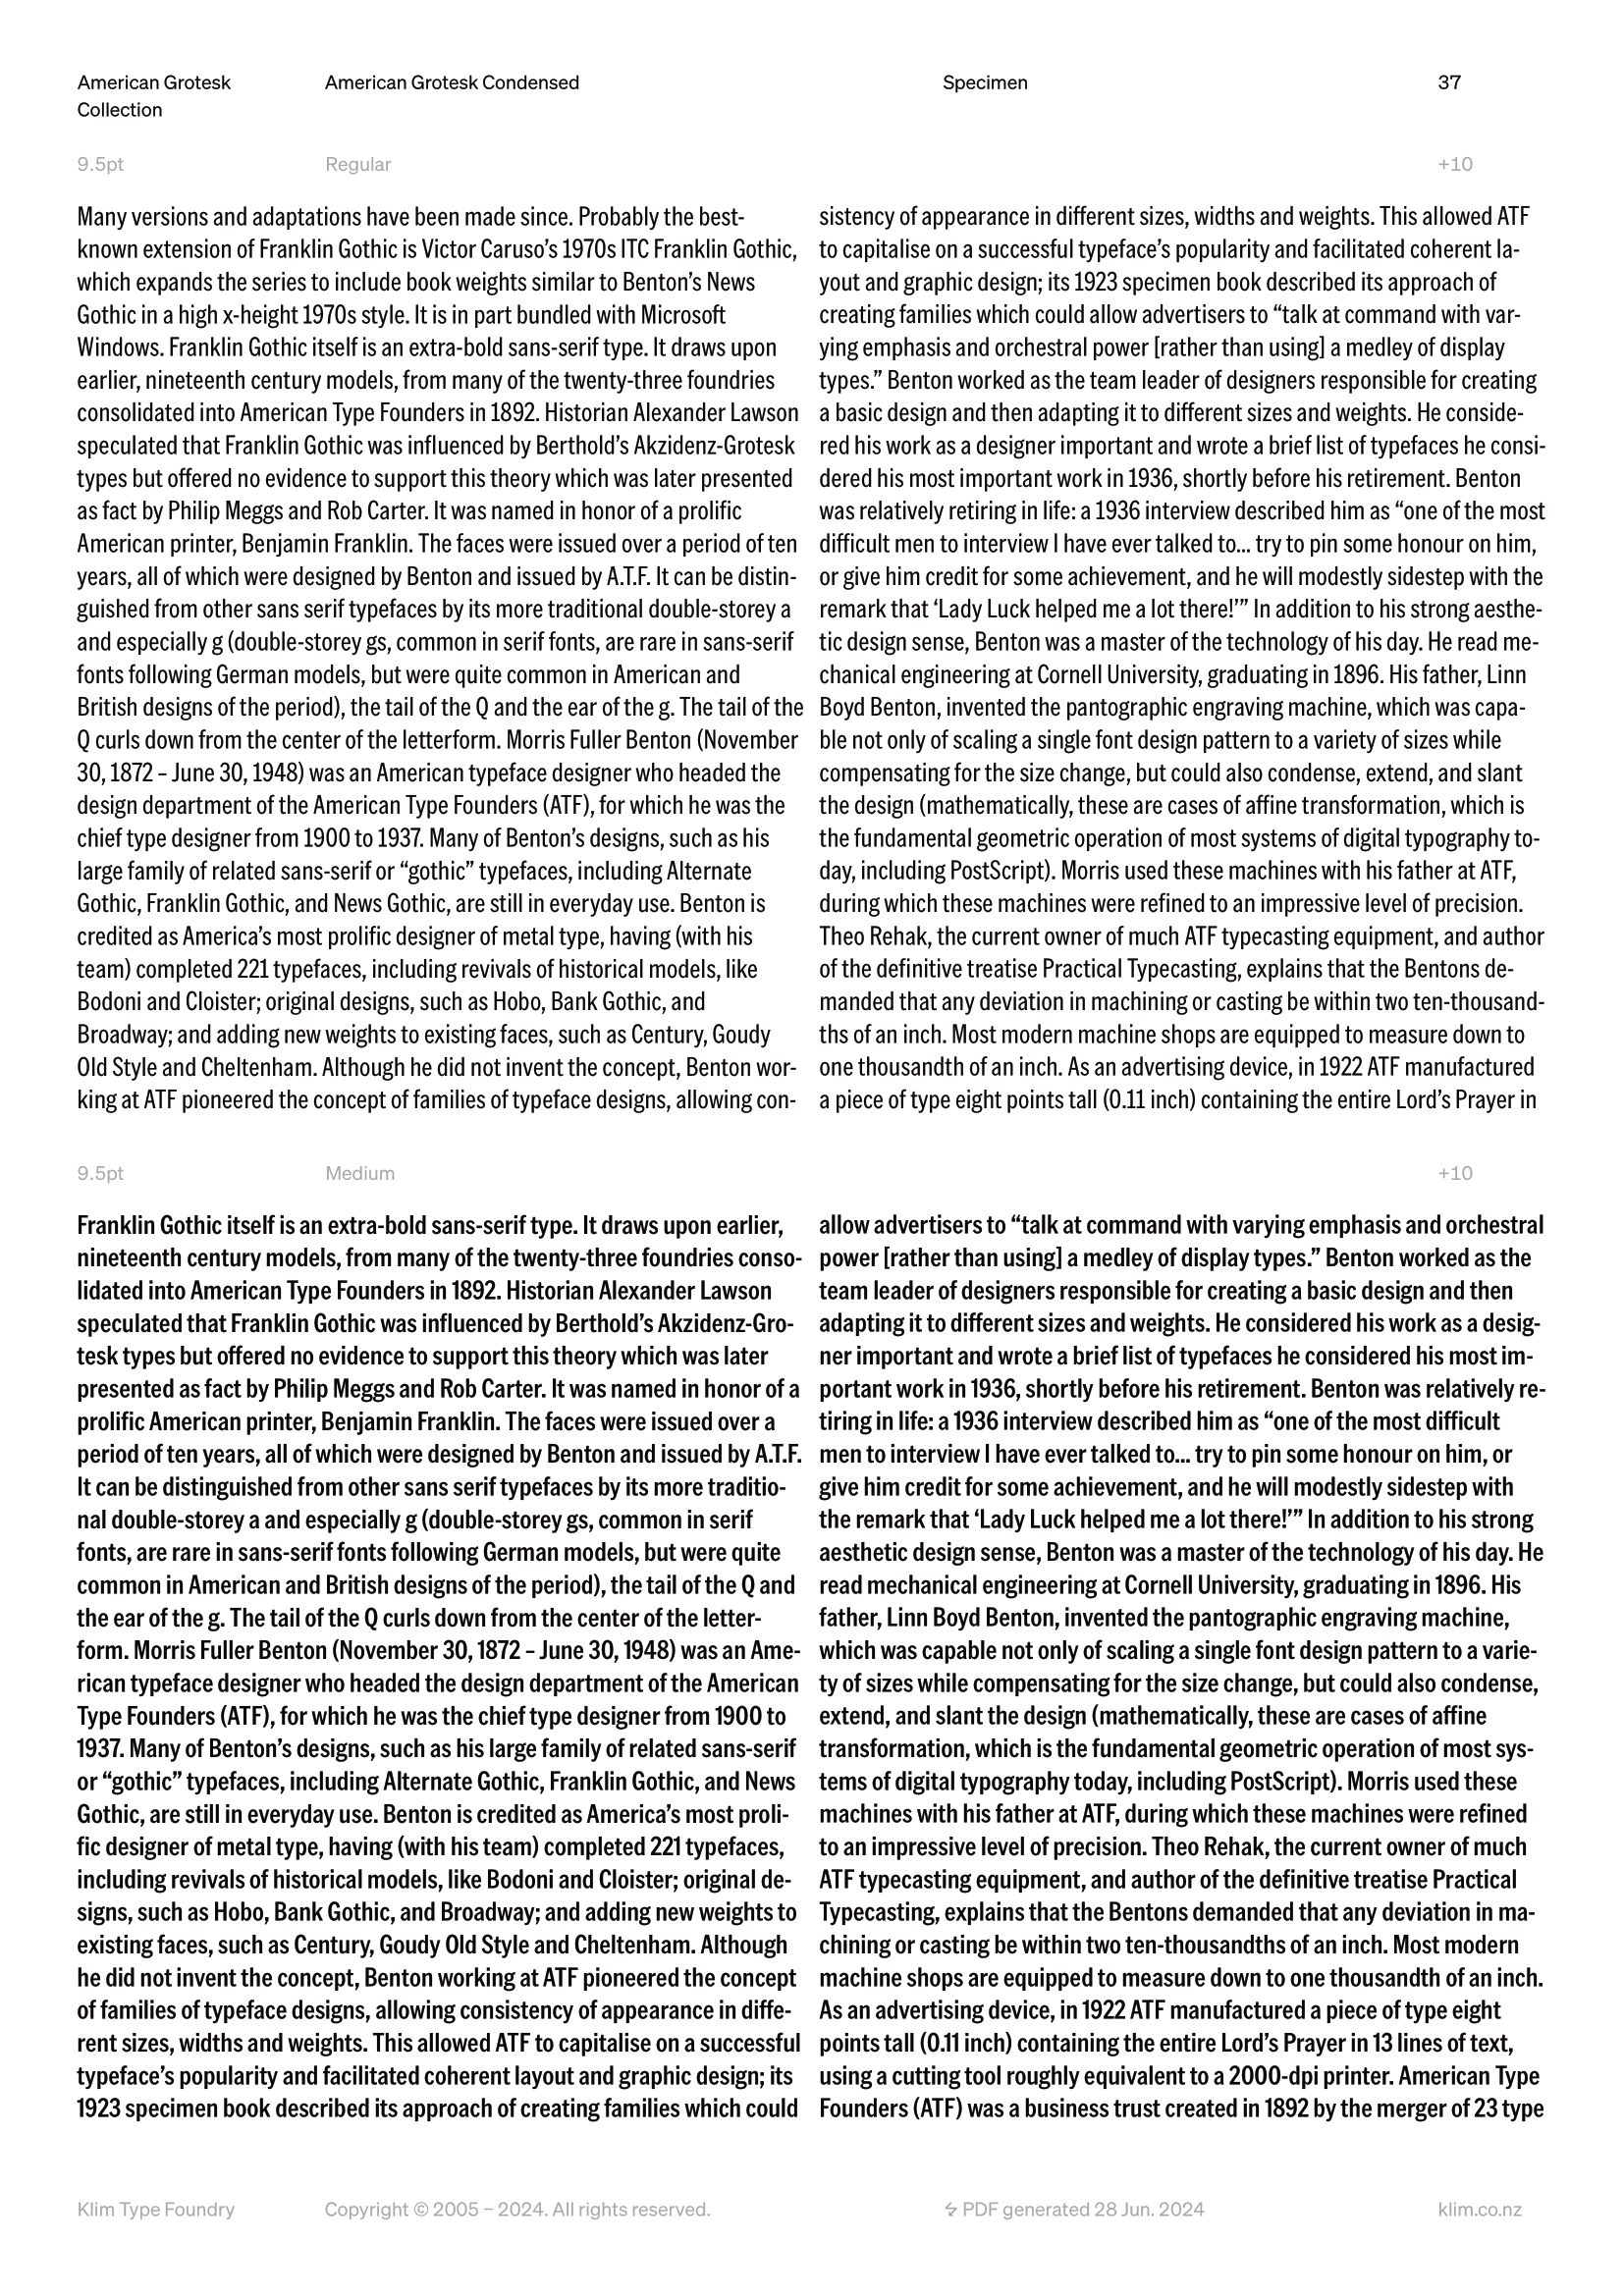 American Grotesk
Collection
American Grotesk Condensed
Specimen
37
9.5pt
Regular
+10
Many versions and adaptations have been made since. Probably the best-
known extension of Franklin Gothic is Victor Caruso’s 1970s ITC Franklin Gothic,
which expands the series to include book weights similar to Benton’s News
Gothic in a high x-height 1970s style. It is in part bundled with Microsoft
Windows. Franklin Gothic itself is an extra-bold sans-serif type. It draws upon
earlier, nineteenth century models, from many of the twenty-three foundries
consolidated into American Type Founders in 1892. Historian Alexander Lawson
speculated that Franklin Gothic was influenced by Berthold’s Akzidenz-Grotesk
types but offered no evidence to support this theory which was later presented
as fact by Philip Meggs and Rob Carter. It was named in honor of a prolific
American printer, Benjamin Franklin. The faces were issued over a period of ten
years, all of which were designed by Benton and issued by A.T.F. It can be distin-
guished from other sans serif typefaces by its more traditional double-storey a
and especially g (double-storey gs, common in serif fonts, are rare in sans-serif
fonts following German models, but were quite common in American and
British designs of the period), the tail of the Q and the ear of the g. The tail of the
Q curls down from the center of the letterform. Morris Fuller Benton (November
30, 1872 – June 30, 1948) was an American typeface designer who headed the
design department of the American Type Founders (ATF), for which he was the
chief type designer from 1900 to 1937. Many of Benton’s designs, such as his
large family of related sans-serif or “gothic” typefaces, including Alternate
Gothic, Franklin Gothic, and News Gothic, are still in everyday use. Benton is
credited as America’s most prolific designer of metal type, having (with his
team) completed 221 typefaces, including revivals of historical models, like
Bodoni and Cloister; original designs, such as Hobo, Bank Gothic, and
Broadway; and adding new weights to existing faces, such as Century, Goudy
Old Style and Cheltenham. Although he did not invent the concept, Benton wor-
king at ATF pioneered the concept of families of typeface designs, allowing con-
sistency of appearance in different sizes, widths and weights. This allowed ATF
to capitalise on a successful typeface’s popularity and facilitated coherent la-
yout and graphic design; its 1923 specimen book described its approach of
creating families which could allow advertisers to “talk at command with var-
ying emphasis and orchestral power [rather than using] a medley of display
types.” Benton worked as the team leader of designers responsible for creating
a basic design and then adapting it to different sizes and weights. He conside-
red his work as a designer important and wrote a brief list of typefaces he consi-
dered his most important work in 1936, shortly before his retirement. Benton
was relatively retiring in life: a 1936 interview described him as “one of the most
difficult men to interview I have ever talked to… try to pin some honour on him,
or give him credit for some achievement, and he will modestly sidestep with the
remark that ‘Lady Luck helped me a lot there!’” In addition to his strong aesthe-
tic design sense, Benton was a master of the technology of his day. He read me-
chanical engineering at Cornell University, graduating in 1896. His father, Linn
Boyd Benton, invented the pantographic engraving machine, which was capa-
ble not only of scaling a single font design pattern to a variety of sizes while
compensating for the size change, but could also condense, extend, and slant
the design (mathematically, these are cases of affine transformation, which is
the fundamental geometric operation of most systems of digital typography to-
day, including PostScript). Morris used these machines with his father at ATF,
during which these machines were refined to an impressive level of precision.
Theo Rehak, the current owner of much ATF typecasting equipment, and author
of the definitive treatise Practical Typecasting, explains that the Bentons de-
manded that any deviation in machining or casting be within two ten-thousand-
ths of an inch. Most modern machine shops are equipped to measure down to
one thousandth of an inch. As an advertising device, in 1922 ATF manufactured
a piece of type eight points tall (0.11 inch) containing the entire Lord’s Prayer in
9.5pt
Medium
+10
Franklin Gothic itself is an extra-bold sans-serif type. It draws upon earlier,
nineteenth century models, from many of the twenty-three foundries conso-
lidated into American Type Founders in 1892. Historian Alexander Lawson
speculated that Franklin Gothic was influenced by Berthold’s Akzidenz-Gro-
tesk types but offered no evidence to support this theory which was later
presented as fact by Philip Meggs and Rob Carter. It was named in honor of a
prolific American printer, Benjamin Franklin. The faces were issued over a
period of ten years, all of which were designed by Benton and issued by A.T.F.
It can be distinguished from other sans serif typefaces by its more traditio-
nal double-storey a and especially g (double-storey gs, common in serif
fonts, are rare in sans-serif fonts following German models, but were quite
common in American and British designs of the period), the tail of the Q and
the ear of the g. The tail of the Q curls down from the center of the letter-
form. Morris Fuller Benton (November 30, 1872 – June 30, 1948) was an Ame-
rican typeface designer who headed the design department of the American
Type Founders (ATF), for which he was the chief type designer from 1900 to
1937. Many of Benton’s designs, such as his large family of related sans-serif
or “gothic” typefaces, including Alternate Gothic, Franklin Gothic, and News
Gothic, are still in everyday use. Benton is credited as America’s most proli-
fic designer of metal type, having (with his team) completed 221 typefaces,
including revivals of historical models, like Bodoni and Cloister; original de-
signs, such as Hobo, Bank Gothic, and Broadway; and adding new weights to
existing faces, such as Century, Goudy Old Style and Cheltenham. Although
he did not invent the concept, Benton working at ATF pioneered the concept
of families of typeface designs, allowing consistency of appearance in diffe-
rent sizes, widths and weights. This allowed ATF to capitalise on a successful
typeface’s popularity and facilitated coherent layout and graphic design; its
1923 specimen book described its approach of creating families which could
allow advertisers to “talk at command with varying emphasis and orchestral
power [rather than using] a medley of display types.” Benton worked as the
team leader of designers responsible for creating a basic design and then
adapting it to different sizes and weights. He considered his work as a desig-
ner important and wrote a brief list of typefaces he considered his most im-
portant work in 1936, shortly before his retirement. Benton was relatively re-
tiring in life: a 1936 interview described him as “one of the most difficult
men to interview I have ever talked to… try to pin some honour on him, or
give him credit for some achievement, and he will modestly sidestep with
the remark that ‘Lady Luck helped me a lot there!’” In addition to his strong
aesthetic design sense, Benton was a master of the technology of his day. He
read mechanical engineering at Cornell University, graduating in 1896. His
father, Linn Boyd Benton, invented the pantographic engraving machine,
which was capable not only of scaling a single font design pattern to a varie-
ty of sizes while compensating for the size change, but could also condense,
extend, and slant the design (mathematically, these are cases of affine
transformation, which is the fundamental geometric operation of most sys-
tems of digital typography today, including PostScript). Morris used these
machines with his father at ATF, during which these machines were refined
to an impressive level of precision. Theo Rehak, the current owner of much
ATF typecasting equipment, and author of the definitive treatise Practical
Typecasting, explains that the Bentons demanded that any deviation in ma-
chining or casting be within two ten-thousandths of an inch. Most modern
machine shops are equipped to measure down to one thousandth of an inch.
As an advertising device, in 1922 ATF manufactured a piece of type eight
points tall (0.11 inch) containing the entire Lord’s Prayer in 13 lines of text,
using a cutting tool roughly equivalent to a 2000-dpi printer. American Type
Founders (ATF) was a business trust created in 1892 by the merger of 23 type
Klim Type Foundry
Copyright © 2005 – 2024. All rights reserved.
PDF generated 28 Jun. 2024
klim.co.nz